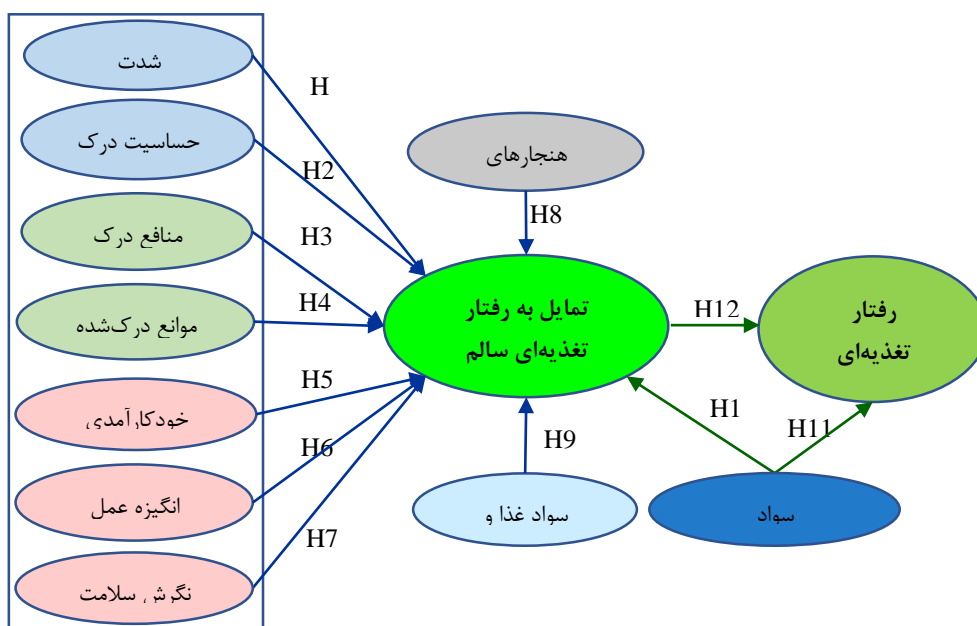 شدت
حساسیت درک
منافع درک
موانع درک‌شده
خودکارآمدی
انگیزه عمل
نگرش سلامت
H
H2
H3
H4
H5
H6
H7
هنجارهای
H8
تمایل به رفتار
تغذیه‌ای سالم
H9
سواد غذا و
H12
رفتار
تغذیه‌ای
H1
H11
سواد